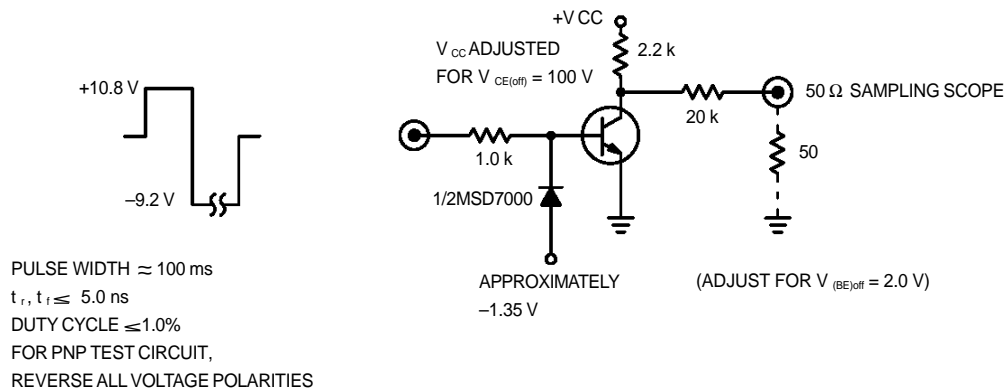 +V CC
V CC ADJUSTED
FOR V CE(off) = 100 V
2.2 k
+10.8 V
50 Ω SAMPLING SCOPE
20 k
1.0 k
50
–9.2 V
1/2MSD7000
PULSE WIDTH ≈ 100 ms
t r, t f ≤ 5.0 ns
DUTY CYCLE ≤1.0%
FOR PNP TEST CIRCUIT,
REVERSE ALL VOLTAGE POLARITIES
APPROXIMATELY
–1.35 V
(ADJUST FOR V (BE)off = 2.0 V)